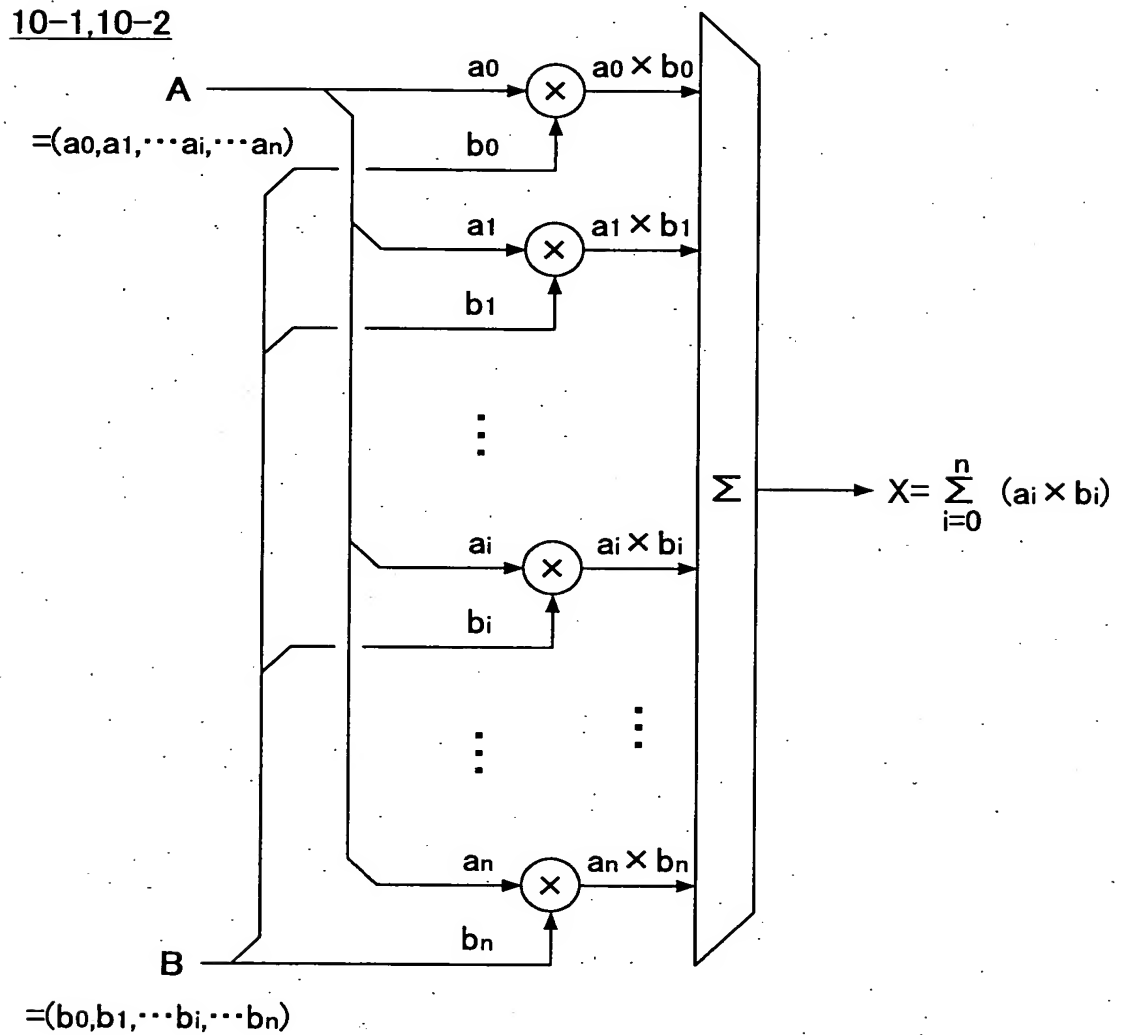 10-1,10-2
A
=(a0,a1,···ai,···an)
a0
a0 × b0
b0
a1
a1 × b1
b1
⋮
Σ
X= Σ (ai × bi)
n
i=0
ai
ai × bi
bi
⋮
⋮
an
an × bn
bn
B
=(b0,b1,···bi,···bn)